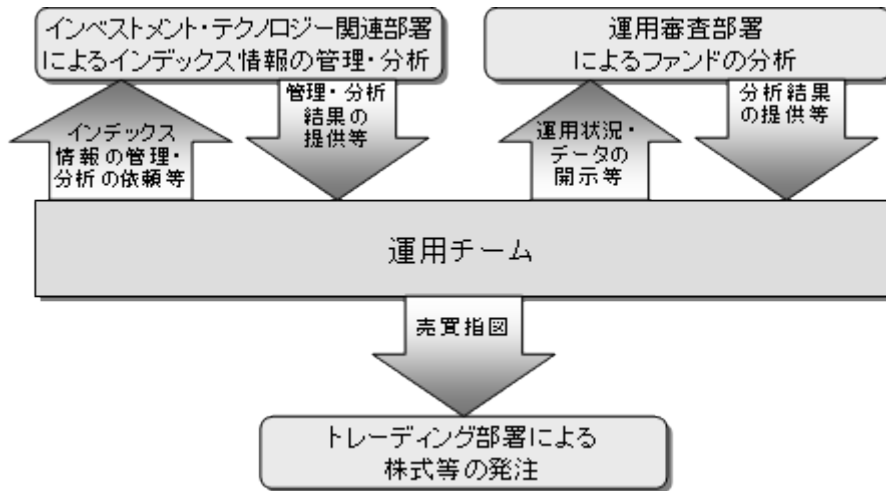 インベストメント・テクノロジー関連部署
によるインデックス情報の管理・分析
運用審査部署
によるファンドの分析
インデックス
情報の管理・
分析の依頼等
管理・分析
結果の
提供等
運用状況・
データの
開示等
分析結果
の提供等
運用チーム
売買指図
トレーディング部署による
株式等の発注